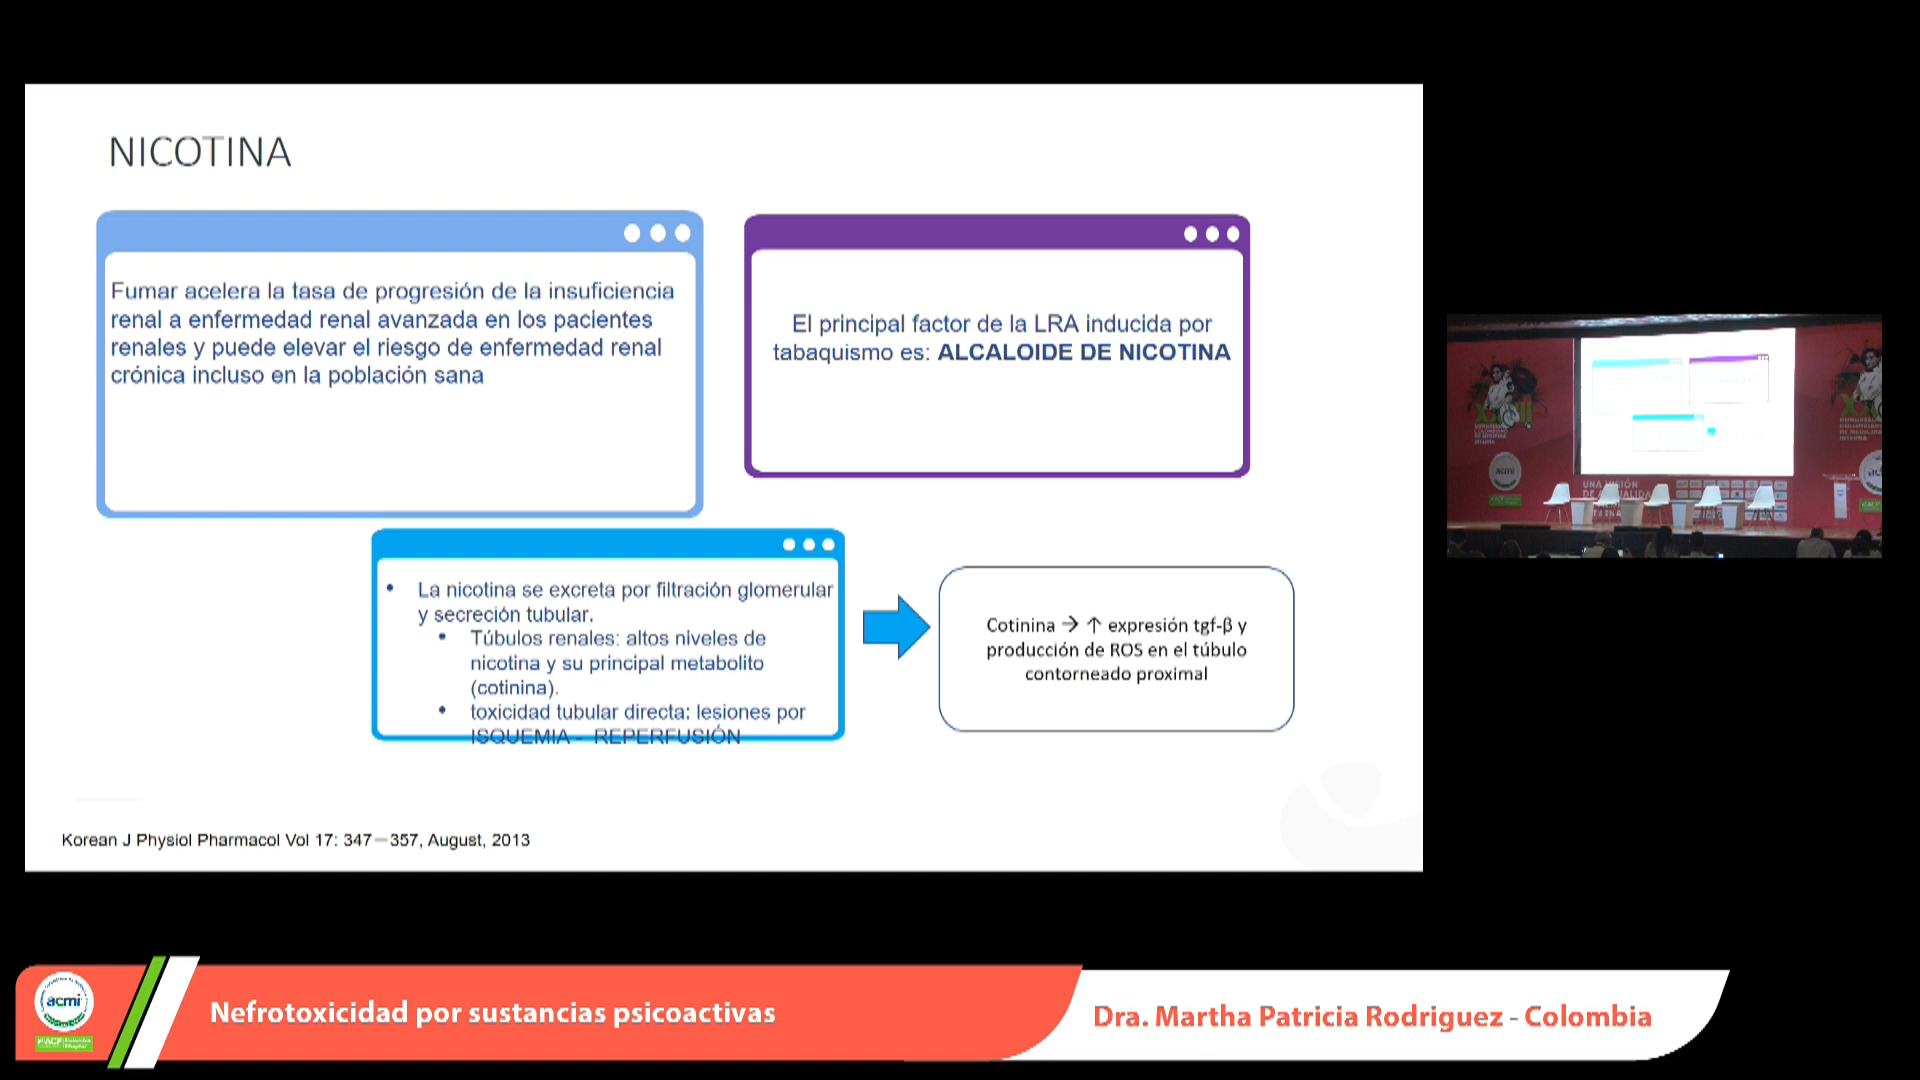 NICOTINA
Fumar acelera la tasa de progresión de la insuficiencia
renal a enfermedad renal avanzada en los pacientes
renales y puede elevar el riesgo de enfermedad renal
crónica incluso en la población sana
El principal factor de la LRA inducida por
tabaquismo es: ALCALOIDE DE NICOTINA
• La nicotina se excreta por filtración glomerular
y secreción tubular.
• Túbulos renales: altos niveles de
nicotina y su principal metabolito
(cotinina).
• toxicidad tubular directa: lesiones por
ISQUEMIA - REPERFUSIÓN
Cotinina → ↑ expresión tgf-β y
producción de ROS en el túbulo
contorneado proximal
Korean J Physiol Pharmacol Vol 17: 347－357, August, 2013
acmi
UNA VISIÓN
acmi
Nefrotoxicidad por sustancias psicoactivas
Dra. Martha Patricia Rodriguez - Colombia